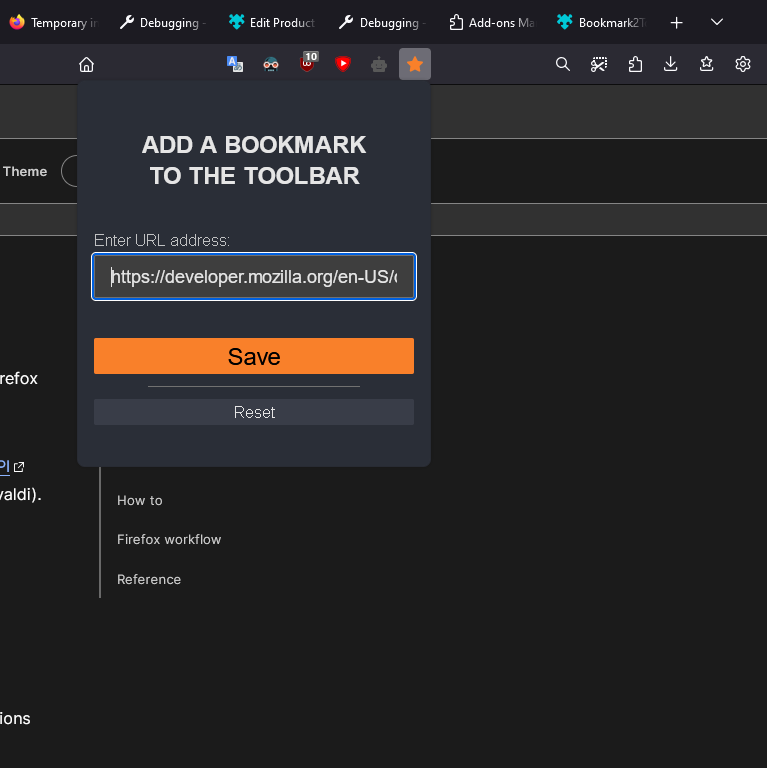 Temporary in
Debugging -
Edit Product
Debugging -
Add-ons Ma
Bookmark2T
10
Theme
ADD A BOOKMARK
TO THE TOOLBAR
Enter URL address:
https://developer.mozilla.org/en-US/
Save
Reset
refox
PI
valdi).
How to
Firefox workflow
Reference
ions